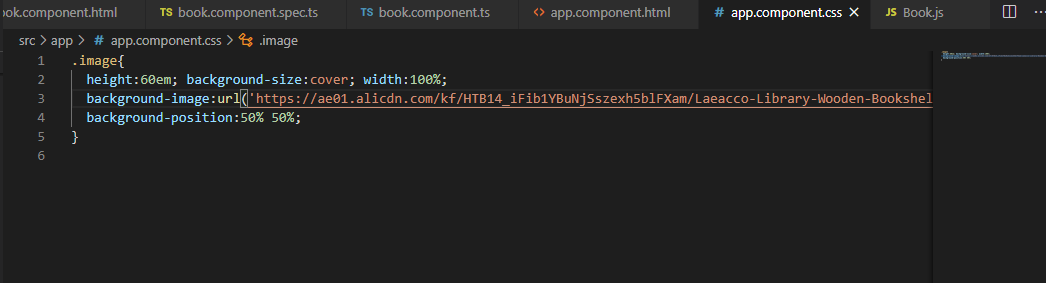 ok.component.html TS book.component.spec.ts TS book.component.ts <> app.component.html # app.component.css × JS Book.js ...
src > app > # app.component.css > .image
1 .image{
2 height:60em; background-size:cover; width:100%;
3 background-image:url('https://ae01.alicdn.com/kf/HTB14_iFib1YBuNjSszexh5blFXam/Laeacco-Library-Wooden-Bookshel
4 background-position:50% 50%;
5 }
6